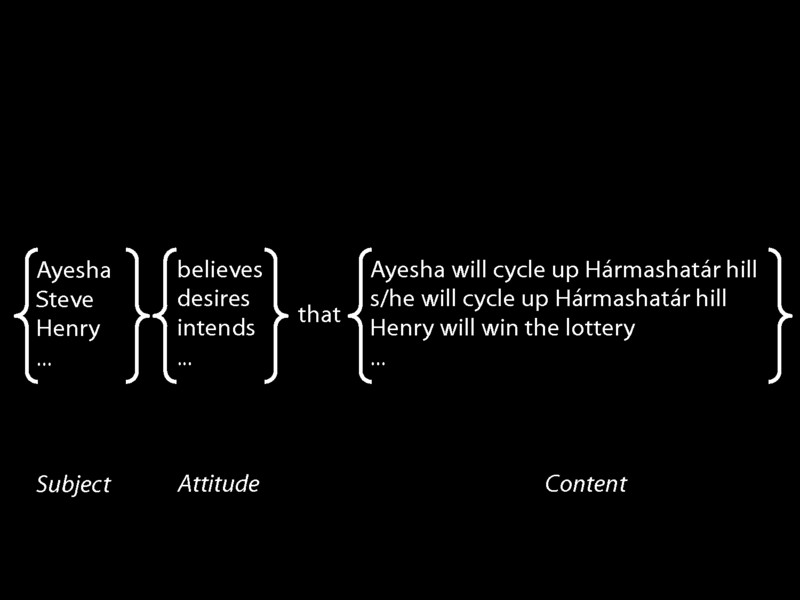 Ayesha
Steve
Henry
...
believes
desires
intends
...
that
Ayesha will cycle up Hármashatár hill
s/he will cycle up Hármashatár hill
Henry will win the lottery
...
Subject
Attitude
Content